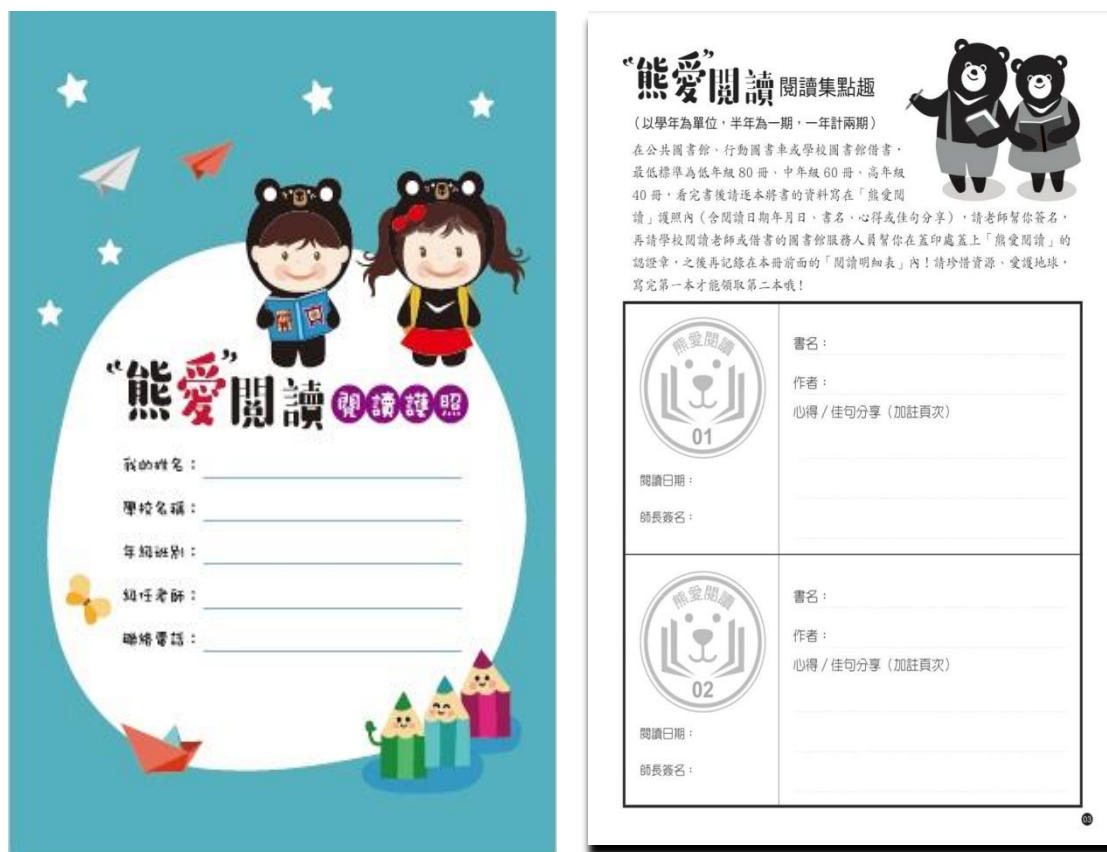 “熊愛”閱讀 閱讀護照
我的姓名：
學校名稱：
年級班別：
級任老師：
聯絡電話：
“熊愛”閱讀 閱讀集點趣
（以學年為單位，半年為一期，一年計兩期）
在公共圖書館、行動圖書車或學校圖書館借書，
最低標準為低年級 80 冊、中年級 60 冊、高年級
40 冊，看完書後請逐本將書的資料寫在「熊愛閱
讀」護照內（含閱讀日期年月日、書名、心得或佳句分享），請老師幫你簽名，
再請學校閱讀老師或借書的圖書館服務人員幫你在蓋印處蓋上「熊愛閱讀」的
認證章，之後再記錄在本冊前面的「閱讀明細表」內！請珍惜資源、愛護地球，
寫完第一本才能領取第二本哦！
熊愛閱讀
01
閱讀日期：
師長簽名：
書名：
作者：
心得 / 佳句分享（加註頁次）
熊愛閱讀
02
閱讀日期：
師長簽名：
書名：
作者：
心得 / 佳句分享（加註頁次）
03